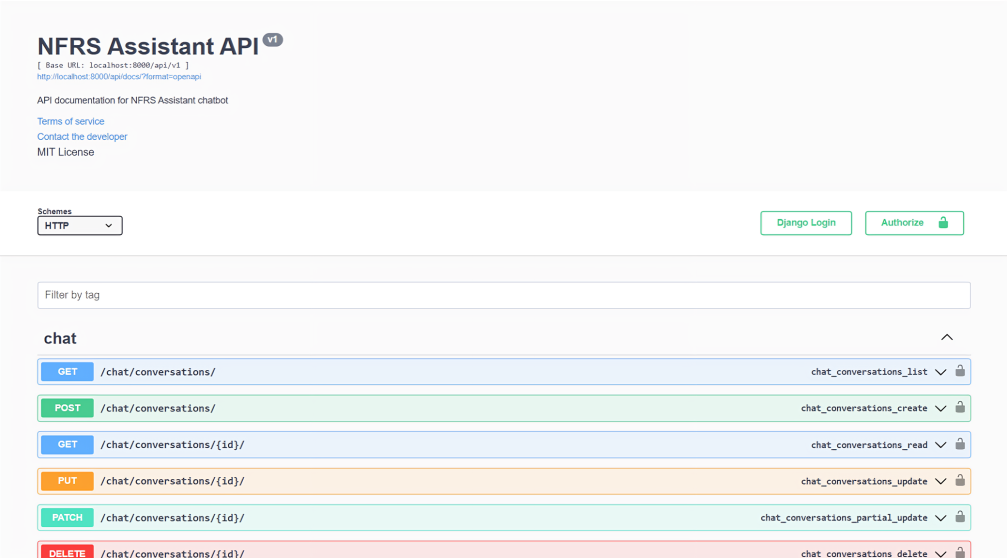 NFRS Assistant API v1
[ Base URL: localhost:8000/api/v1 ]
http://localhost:8000/api/docs/?format=openapi
API documentation for NFRS Assistant chatbot
Terms of service
Contact the developer
MIT License
Schemes
HTTP
Django Login
Authorize
Filter by tag
chat
GET /chat/conversations/ chat_conversations_list
POST /chat/conversations/ chat_conversations_create
GET /chat/conversations/{id}/ chat_conversations_read
PUT /chat/conversations/{id}/ chat_conversations_update
PATCH /chat/conversations/{id}/ chat_conversations_partial_update
DELETE /chat/conversations/{id}/ chat_conversations_delete